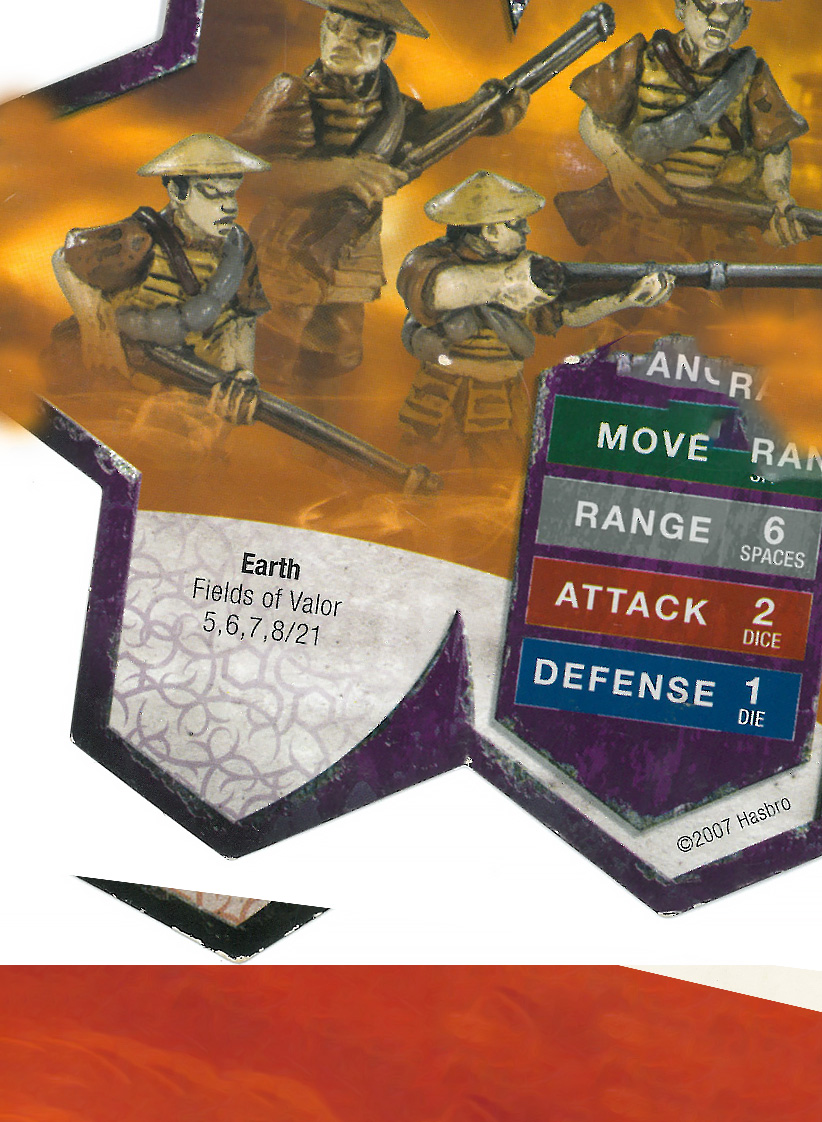 MOVE
RANGE 6
SPACES
ATTACK 2
DICE
DEFENSE 1
DIE
Earth
Fields of Valor
5,6,7,8/21
©2007 Hasbro